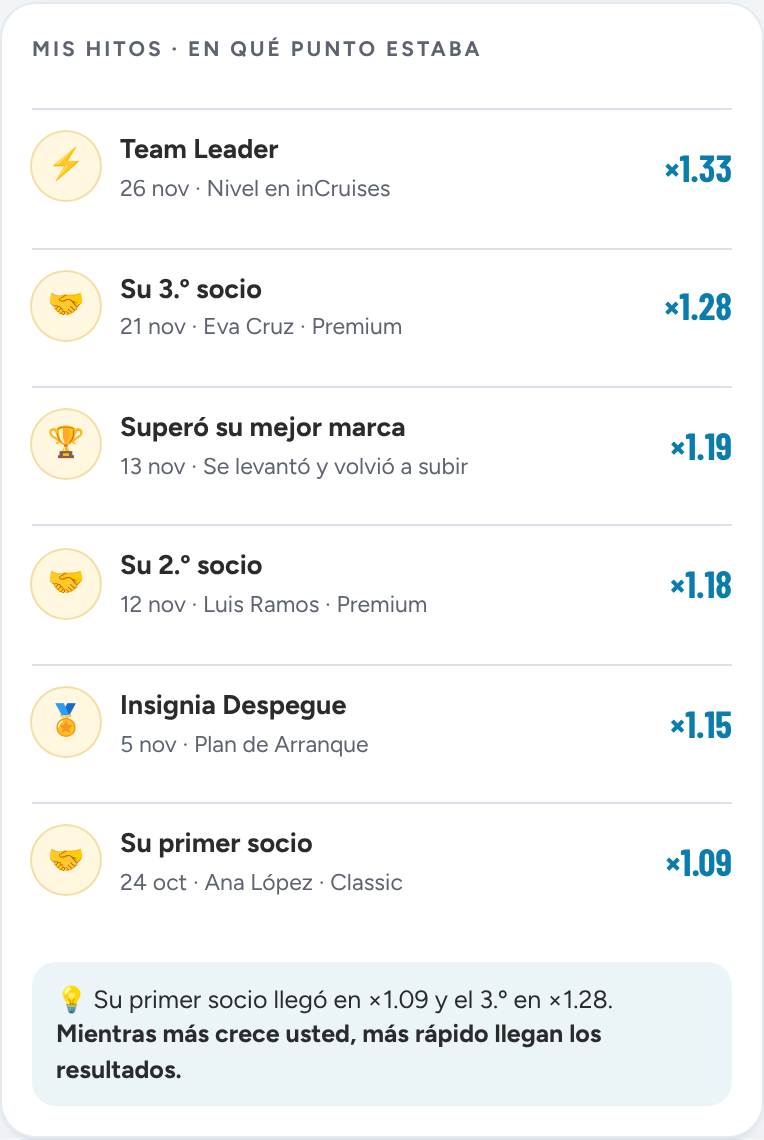 MIS HITOS · EN QUÉ PUNTO ESTABA
Team Leader
26 nov · Nivel en inCruises
×1.33
Su 3.º socio
21 nov · Eva Cruz · Premium
×1.28
Superó su mejor marca
13 nov · Se levantó y volvió a subir
×1.19
Su 2.º socio
12 nov · Luis Ramos · Premium
×1.18
Insignia Despegue
5 nov · Plan de Arranque
×1.15
Su primer socio
24 oct · Ana López · Classic
×1.09
Su primer socio llegó en ×1.09 y el 3.º en ×1.28.
Mientras más crece usted, más rápido llegan los
resultados.